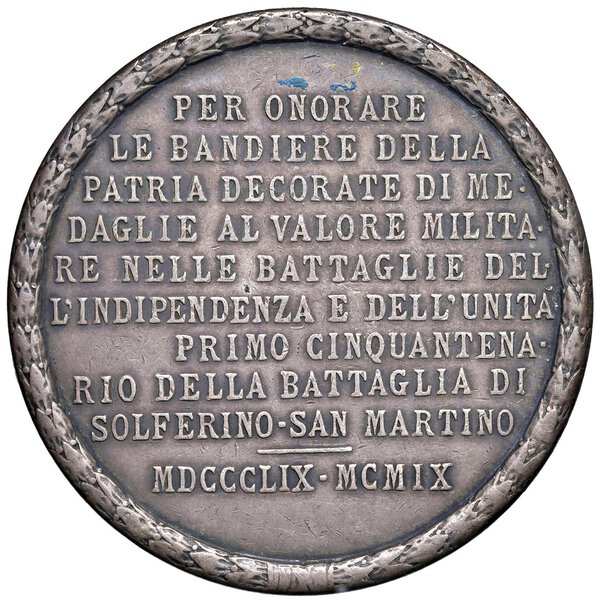 PER ONORARE
LE BANDIERE DELLA
PATRIA DECORATE DI ME-
DAGLIE AL VALORE MILITA-
RE NELLE BATTAGLIE DEL-
L'INDIPENDENZA E DELL'UNITÀ
PRIMO CINQUANTENA-
RIO DELLA BATTAGLIA DI
SOLFERINO-SAN MARTINO
MDCCCLIX-MCMIX